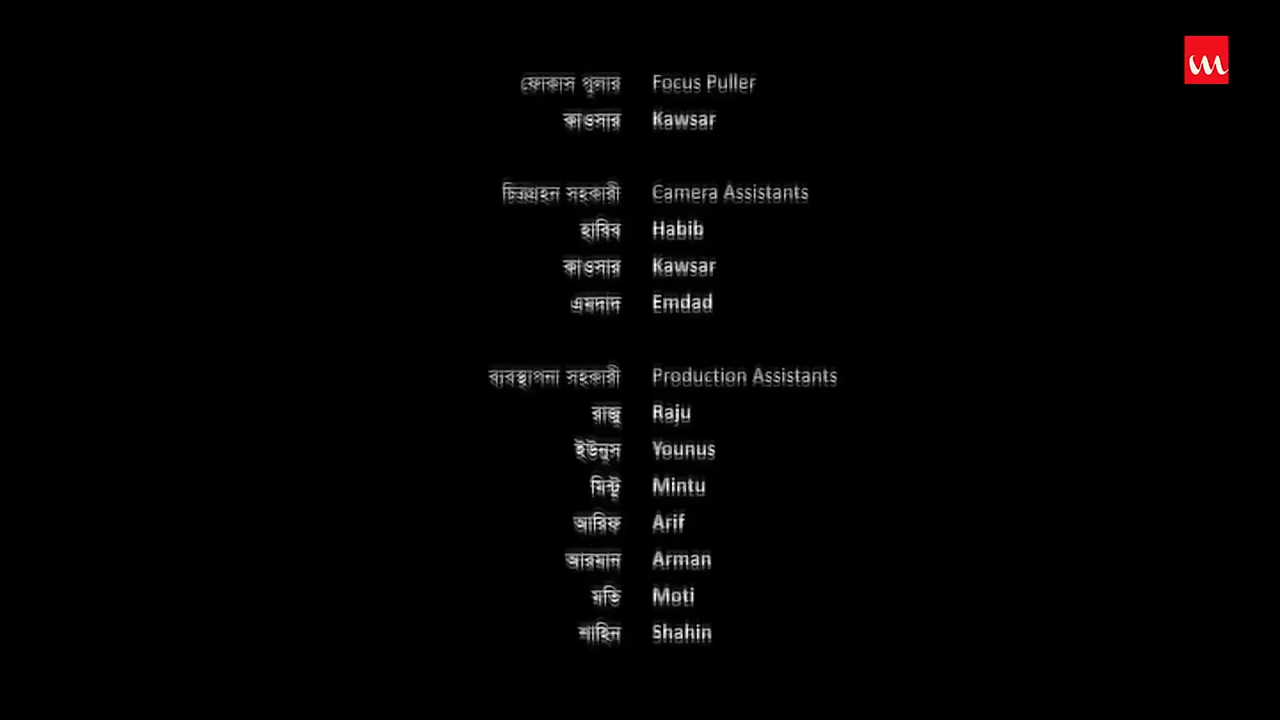 ফোকাস পুলার Focus Puller
কাওসার Kawsar
চিত্রগ্রহন সহকারী Camera Assistants
হাবিব Habib
কাওসার Kawsar
এমদাদ Emdad
ব্যবস্থাপনা সহকারী Production Assistants
রাজু Raju
ইউনুস Younus
মিন্টু Mintu
আরিফ Arif
আরমান Arman
মতি Moti
শাহিন Shahin